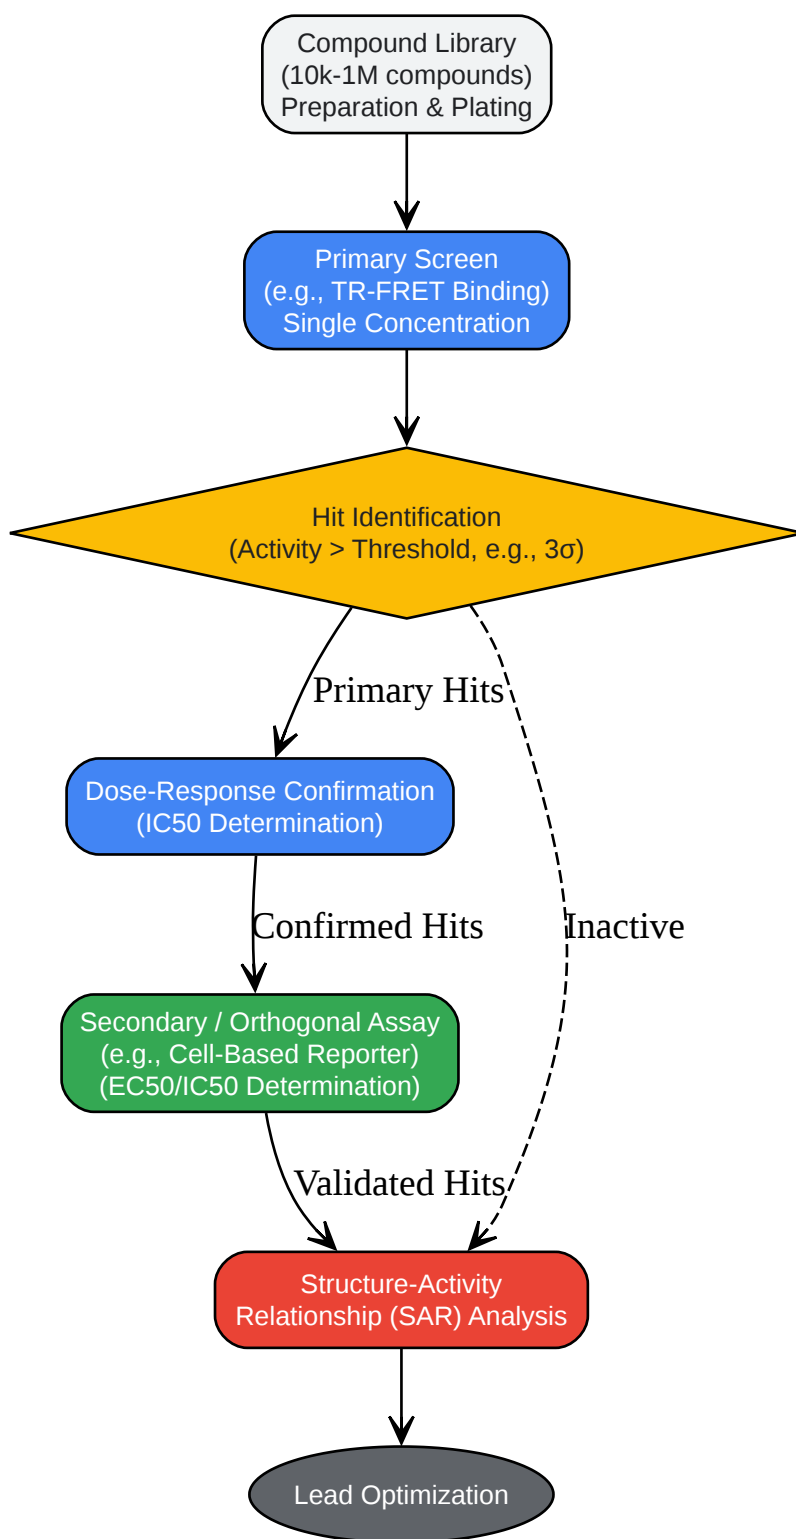 Compound Library
(10k-1M compounds)
Preparation & Plating
Primary Screen
(e.g., TR-FRET Binding)
Single Concentration
Hit Identification
(Activity > Threshold, e.g., 3σ)
Primary Hits
Dose-Response Confirmation
(IC50 Determination)
Confirmed Hits
Inactive
Secondary / Orthogonal Assay
(e.g., Cell-Based Reporter)
(EC50/IC50 Determination)
Validated Hits
Structure-Activity
Relationship (SAR) Analysis
Lead Optimization